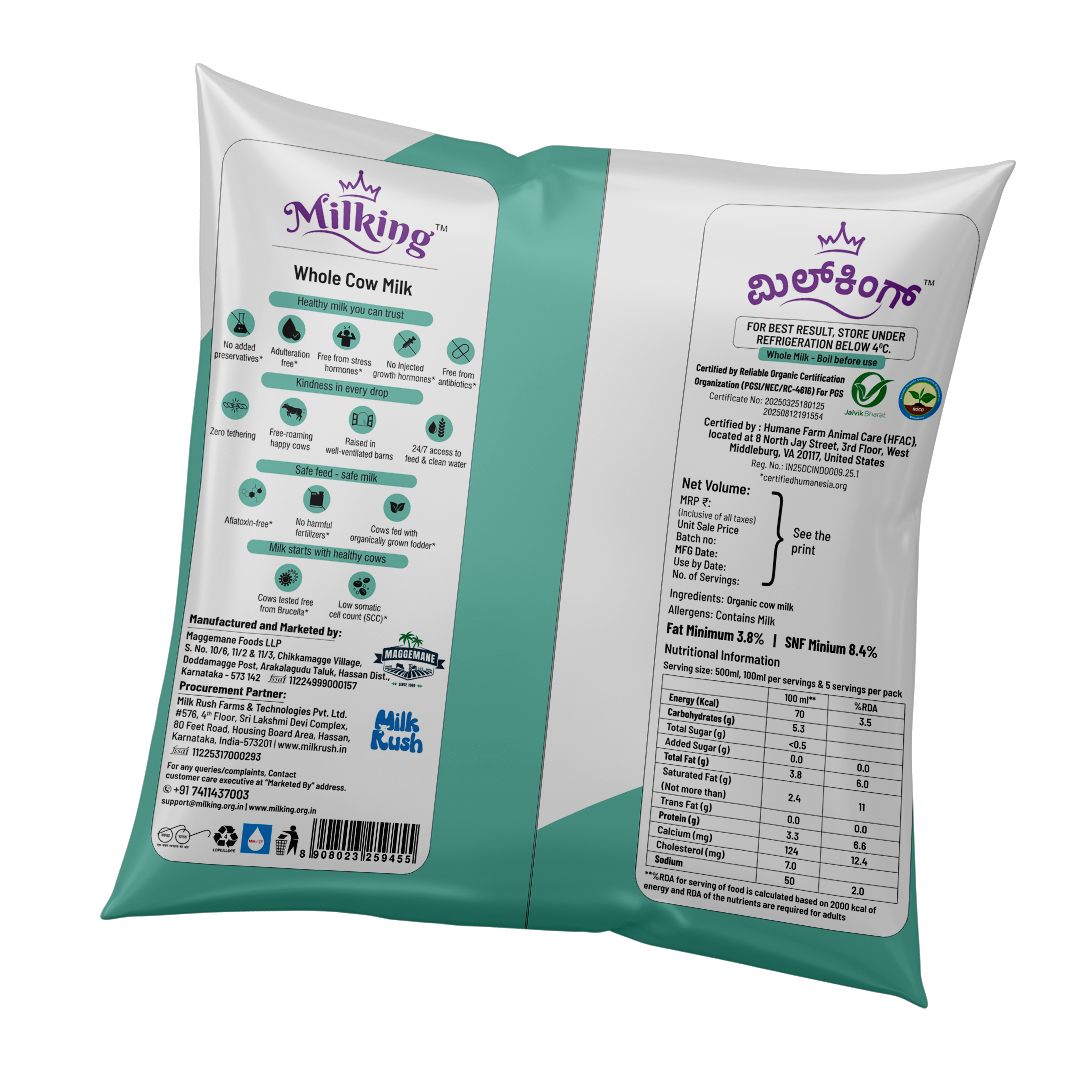 Milking™
Whole Cow Milk
Healthy milk you can trust
No added
preservatives*
Adulteration
free*
Free from stress
hormones*
No Injected
growth hormones*
Free from
antibiotics*
Kindness in every drop
Zero tethering
Free-roaming
happy cows
Raised in
well-ventilated barns
24/7 access to
feed & clean water
Safe feed - safe milk
Aflatoxin-free*
No harmful
fertilizers*
Cows fed with
organically grown fodder*
Milk starts with healthy cows
Cows tested free
from Brucella*
Low somatic
cell count (SCC)*
Manufactured and Marketed by:
Maggemane Foods LLP
S. No. 10/6, 11/2 & 11/3, Chikkamagge Village,
Doddamagge Post, Arakalagudu Taluk, Hassan Dist.,
Karnataka - 573 142 fssai 11224999000157
MAGGEMANE
Procurement Partner:
Milk Rush Farms & Technologies Pvt. Ltd.
#576, 4th Floor, Sri Lakshmi Devi Complex,
80 Feet Road, Housing Board Area, Hassan,
Karnataka, India-573201 | www.milkrush.in
fssai 11225317000293
Milk
Rush
For any queries/complaints, Contact
customer care executive at "Marketed By" address.
+91 7411437003
support@milking.org.in | www.milking.org.in
4
8 908023 259455
ಮಿಲ್‌ಕಿಂಗ್™
FOR BEST RESULT, STORE UNDER
REFRIGERATION BELOW 4°C.
Whole Milk - Boil before use
Certified by Reliable Organic Certification
Organization (PGSI/NEC/RC-4616) For PGS
Certificate No: 20250325180125
20250812191554
Jaivik Bharat
ROCO
Certified by : Humane Farm Animal Care (HFAC),
located at 8 North Jay Street, 3rd Floor, West
Middleburg, VA 20117, United States
Reg. No.: IN25DCIND0009.25.1
*certifiedhumanesia.org
Net Volume:
MRP ₹:
(Inclusive of all taxes)
Unit Sale Price
Batch no:
MFG Date:
Use by Date:
No. of Servings:
See the
print
Ingredients: Organic cow milk
Allergens: Contains Milk
Fat Minimum 3.8% | SNF Minium 8.4%
Nutritional Information
Serving size: 500ml, 100ml per servings & 5 servings per pack
100 ml** %RDA
Energy (Kcal) 70 3.5
Carbohydrates (g) 5.3
Total Sugar (g) <0.5
Added Sugar (g) 0.0 0.0
Total Fat (g) 3.8 6.0
Saturated Fat (g)
(Not more than) 2.4 11
Trans Fat (g) 0.0 0.0
Protein (g) 3.3 6.6
Calcium (mg) 124 12.4
Cholesterol (mg) 7.0
Sodium 50 2.0
**%RDA for serving of food is calculated based on 2000 kcal of
energy and RDA of the nutrients are required for adults